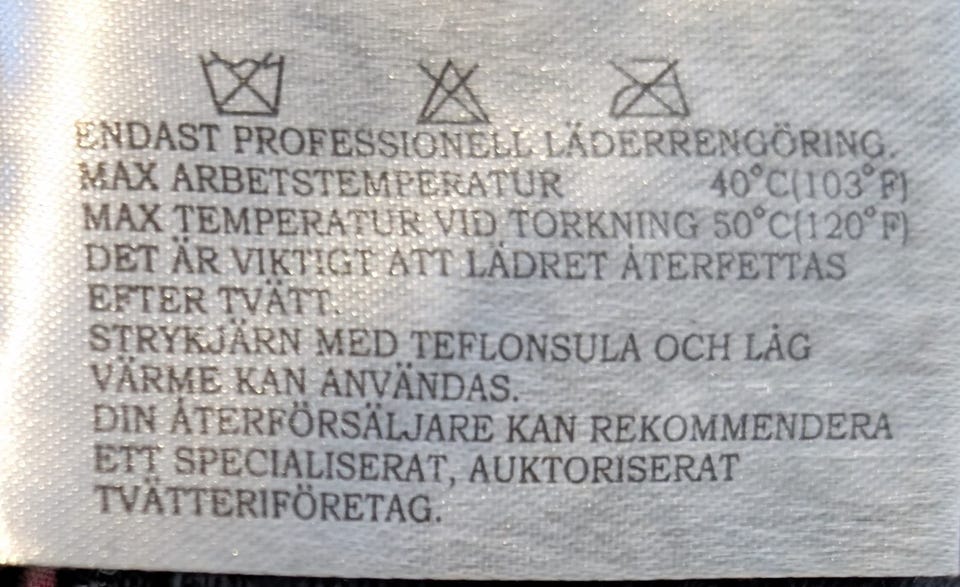 ENDAST PROFESSIONELL LÄDERRENGÖRING.
MAX ARBETSTEMPERATUR 40°C(103°F)
MAX TEMPERATUR VID TORKNING 50°C(120°F)
DET ÄR VIKTIGT ATT LÄDRET ÅTERFETTAS
EFTER TVÄTT.
STRYKJÄRN MED TEFLONSULA OCH LÅG
VÄRME KAN ANVÄNDAS.
DIN ÅTERFÖRSÄLJARE KAN REKOMMENDERA
ETT SPECIALISERAT, AUKTORISERAT
TVÄTTERIFÖRETAG.